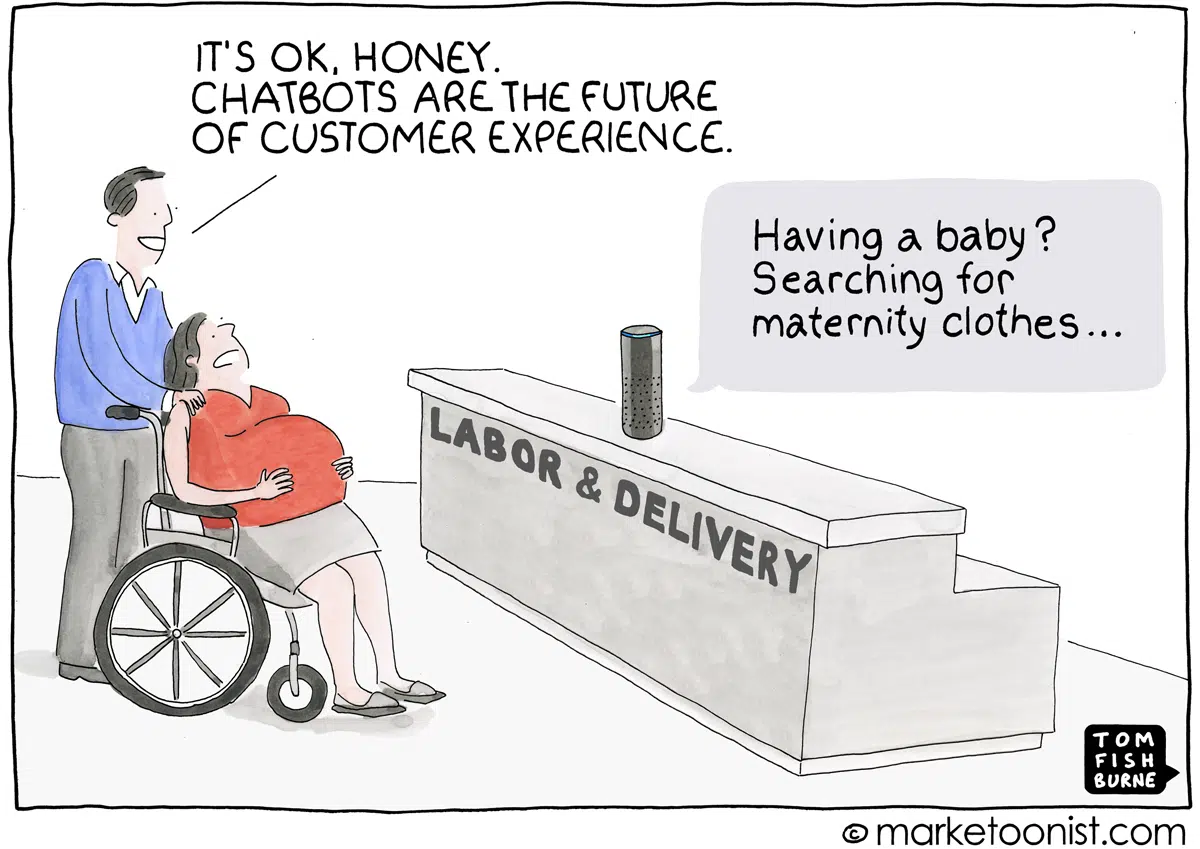 IT'S OK, HONEY.
CHATBOTS ARE THE FUTURE
OF CUSTOMER EXPERIENCE.
Having a baby?
Searching for
maternity clothes...
LABOR & DELIVERY
TOM
FISH
BURNE
© marketoonist.com